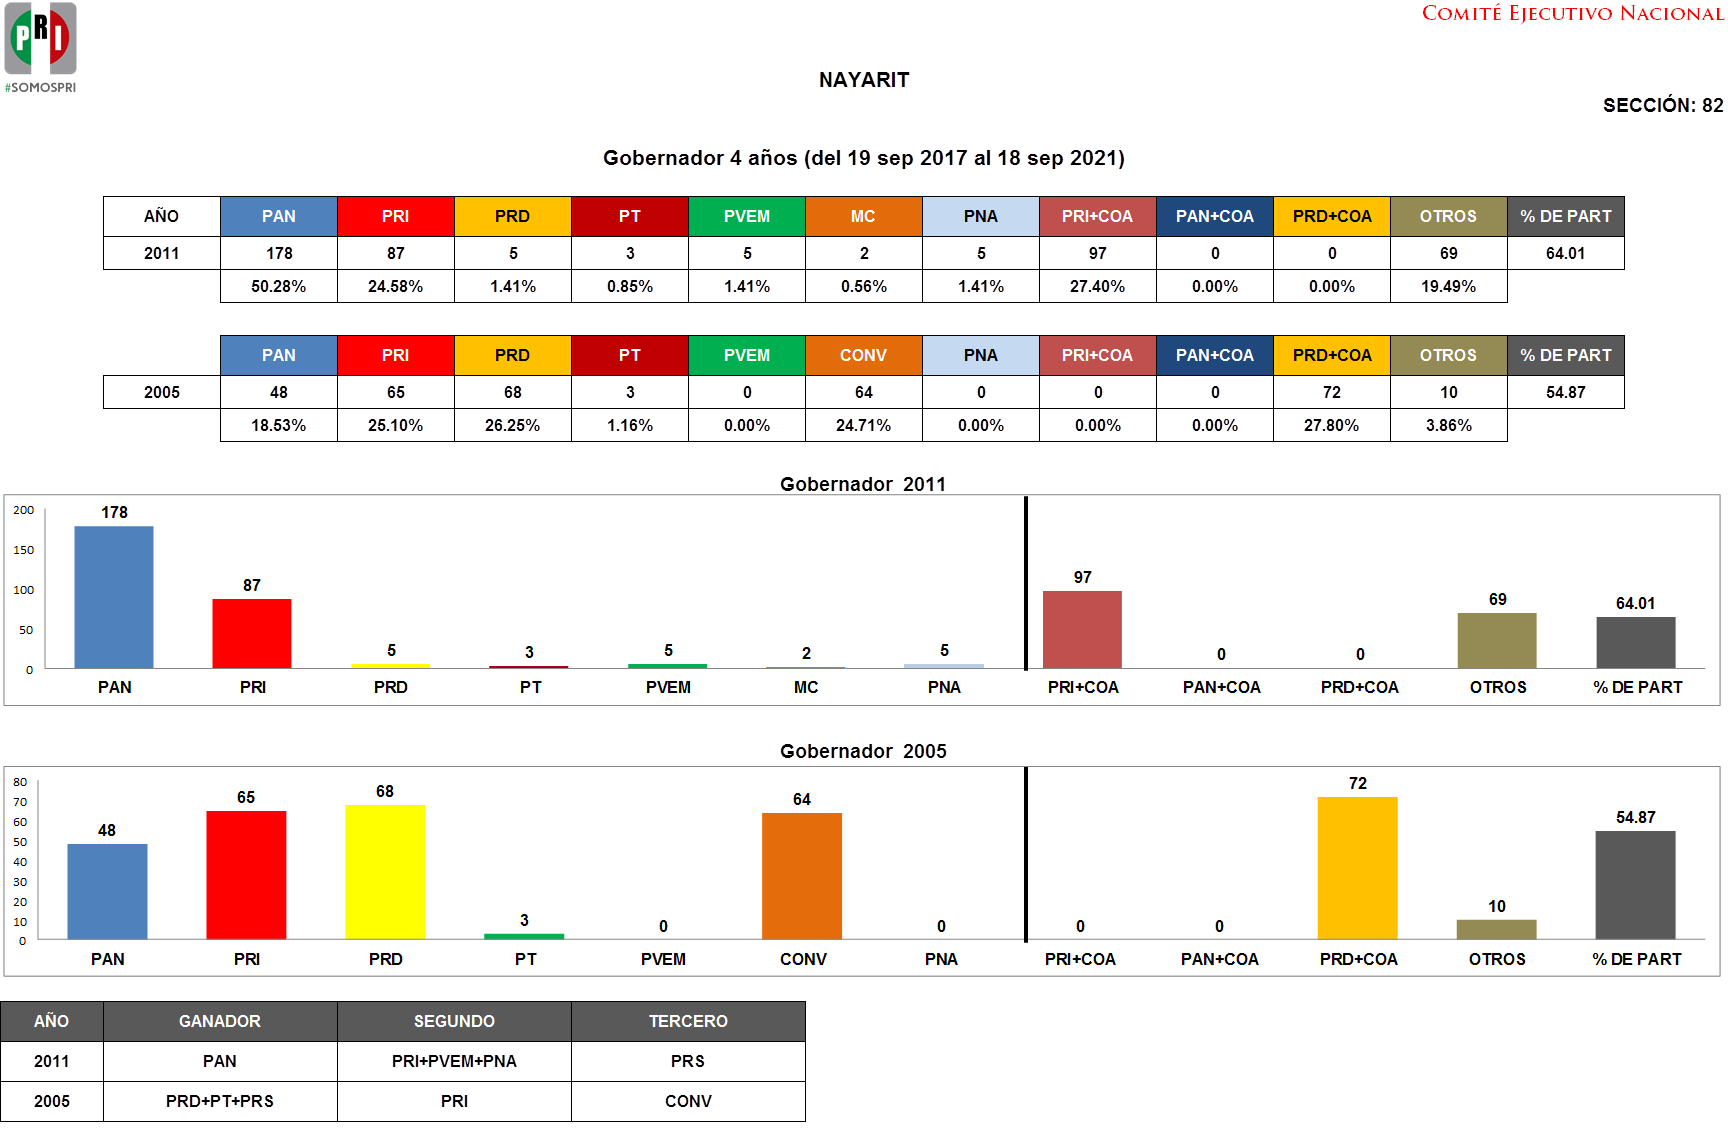 PRI
#SOMOSPRI
COMITÉ EJECUTIVO NACIONAL
NAYARIT
SECCIÓN: 82
Gobernador 4 años (del 19 sep 2017 al 18 sep 2021)
AÑO PAN PRI PRD PT PVEM MC PNA PRI+COA PAN+COA PRD+COA OTROS % DE PART
2011 178 87 5 3 5 2 5 97 0 0 69 64.01
50.28% 24.58% 1.41% 0.85% 1.41% 0.56% 1.41% 27.40% 0.00% 0.00% 19.49%
PAN PRI PRD PT PVEM CONV PNA PRI+COA PAN+COA PRD+COA OTROS % DE PART
2005 48 65 68 3 0 64 0 0 0 72 10 54.87
18.53% 25.10% 26.25% 1.16% 0.00% 24.71% 0.00% 0.00% 0.00% 27.80% 3.86%
Gobernador 2011
200
150
100
50
0
178 87 5 3 5 2 5 97 0 0 69 64.01
PAN PRI PRD PT PVEM MC PNA PRI+COA PAN+COA PRD+COA OTROS % DE PART
Gobernador 2005
80
70
60
50
40
30
20
10
0
48 65 68 3 0 64 0 0 0 72 10 54.87
PAN PRI PRD PT PVEM CONV PNA PRI+COA PAN+COA PRD+COA OTROS % DE PART
AÑO GANADOR SEGUNDO TERCERO
2011 PAN PRI+PVEM+PNA PRS
2005 PRD+PT+PRS PRI CONV